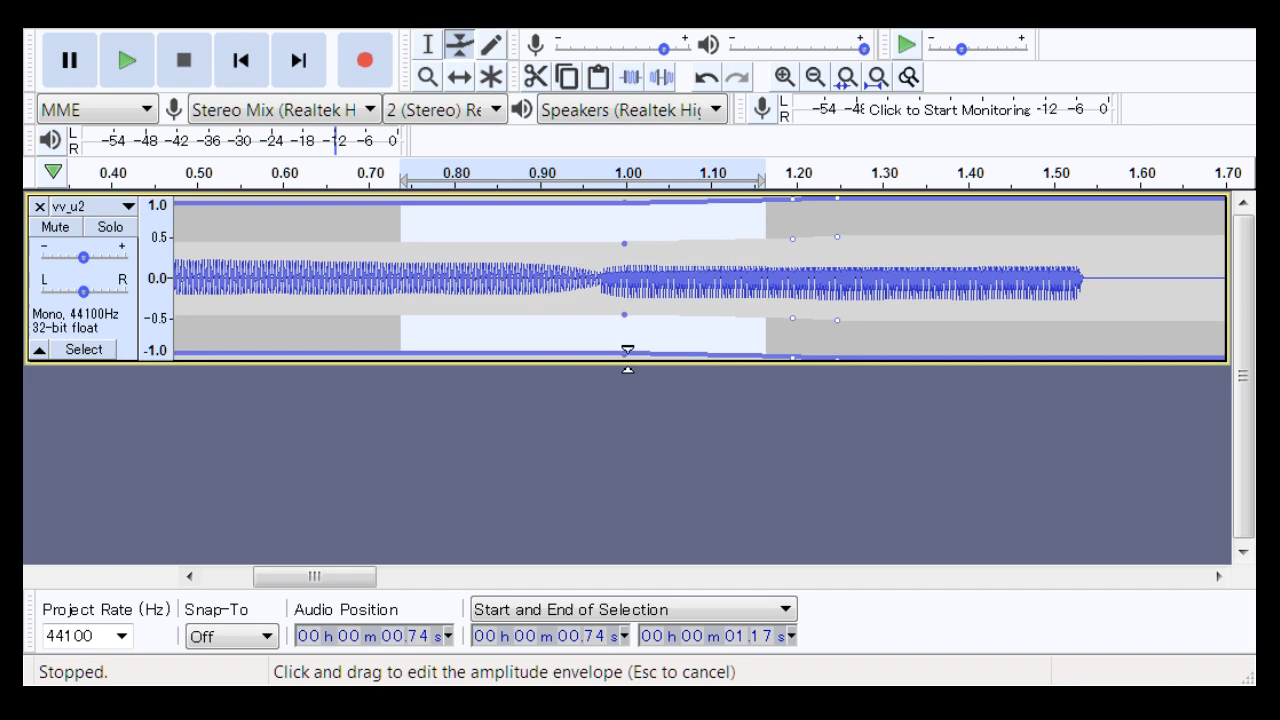 MME Stereo Mix (Realtek H 2 (Stereo) Re Speakers (Realtek Hig L R -54 -48 Click to Start Monitoring -12 -6 0
L R -54 -48 -42 -36 -30 -24 -18 -12 -6 0
0.40 0.50 0.60 0.70 0.80 0.90 1.00 1.10 1.20 1.30 1.40 1.50 1.60 1.70
vv_u2 1.0
Mute Solo
- + 0.5
L R 0.0
Mono, 44100Hz -0.5
32-bit float
Select -1.0
Project Rate (Hz) Snap-To Audio Position Start and End of Selection
44100 Off 00 h 00 m 00.74 s 00 h 00 m 00.74 s 00 h 00 m 01.17 s
Stopped. Click and drag to edit the amplitude envelope (Esc to cancel)